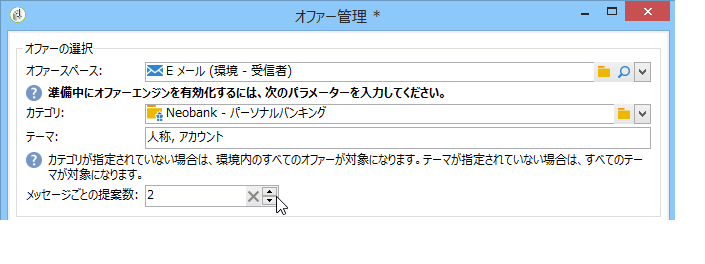 オファー管理 *
オファーの選択
オファースペース: E メール (環境 - 受信者)
準備中にオファーエンジンを有効化するには、次のパラメーターを入力してください。
カテゴリ: Neobank - パーソナルバンキング
テーマ: 人称, アカウント
カテゴリが指定されていない場合は、環境内のすべてのオファーが対象になります。テーマが指定されていない場合は、すべてのテー
マが対象になります。
メッセージごとの提案数: 2